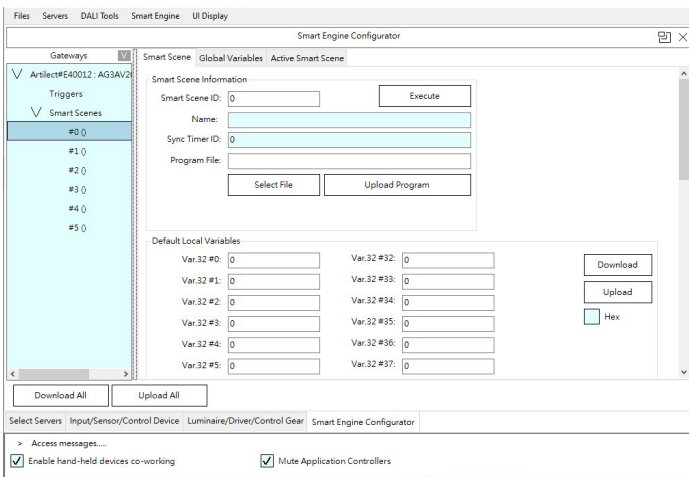 Files Servers DALI Tools Smart Engine UI Display
Smart Engine Configurator
Gateways V Smart Scene Global Variables Active Smart Scene
Artilect#E40012 : AG3AV20
Triggers
Smart Scenes
#0 ()
#1 ()
#2 ()
#3 ()
#4 ()
#5 ()
Smart Scene Information
Smart Scene ID: 0 Execute
Name:
Sync Timer ID: 0
Program File:
Select File Upload Program
Default Local Variables
Var.32 #0: 0 Var.32 #32: 0
Var.32 #1: 0 Var.32 #33: 0
Var.32 #2: 0 Var.32 #34: 0
Var.32 #3: 0 Var.32 #35: 0
Var.32 #4: 0 Var.32 #36: 0
Var.32 #5: 0 Var.32 #37: 0
Download
Upload
Hex
Download All Upload All
Select Servers Input/Sensor/Control Device Luminaire/Driver/Control Gear Smart Engine Configurator
> Access messages.....
Enable hand-held devices co-working Mute Application Controllers